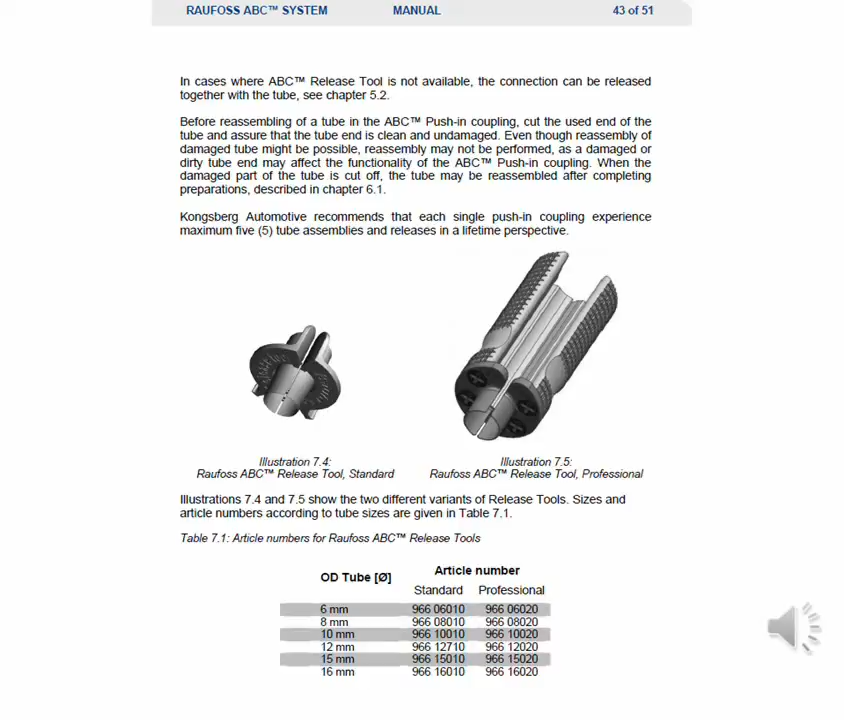 RAUFOSS ABC™ SYSTEM MANUAL 43 of 51
In cases where ABC™ Release Tool is not available, the connection can be released
together with the tube, see chapter 5.2.
Before reassembling of a tube in the ABC™ Push-in coupling, cut the used end of the
tube and assure that the tube end is clean and undamaged. Even though reassembly of
damaged tube might be possible, reassembly may not be performed, as a damaged or
dirty tube end may affect the functionality of the ABC™ Push-in coupling. When the
damaged part of the tube is cut off, the tube may be reassembled after completing
preparations, described in chapter 6.1.
Kongsberg Automotive recommends that each single push-in coupling experience
maximum five (5) tube assemblies and releases in a lifetime perspective.
Illustration 7.4:
Raufoss ABC™ Release Tool, Standard
Illustration 7.5:
Raufoss ABC™ Release Tool, Professional
Illustrations 7.4 and 7.5 show the two different variants of Release Tools. Sizes and
article numbers according to tube sizes are given in Table 7.1.
Table 7.1: Article numbers for Raufoss ABC™ Release Tools
OD Tube [Ø] Article number
Standard Professional
6 mm 966 06010 966 06020
8 mm 966 08010 966 08020
10 mm 966 10010 966 10020
12 mm 966 12710 966 12020
15 mm 966 15010 966 15020
16 mm 966 16010 966 16020